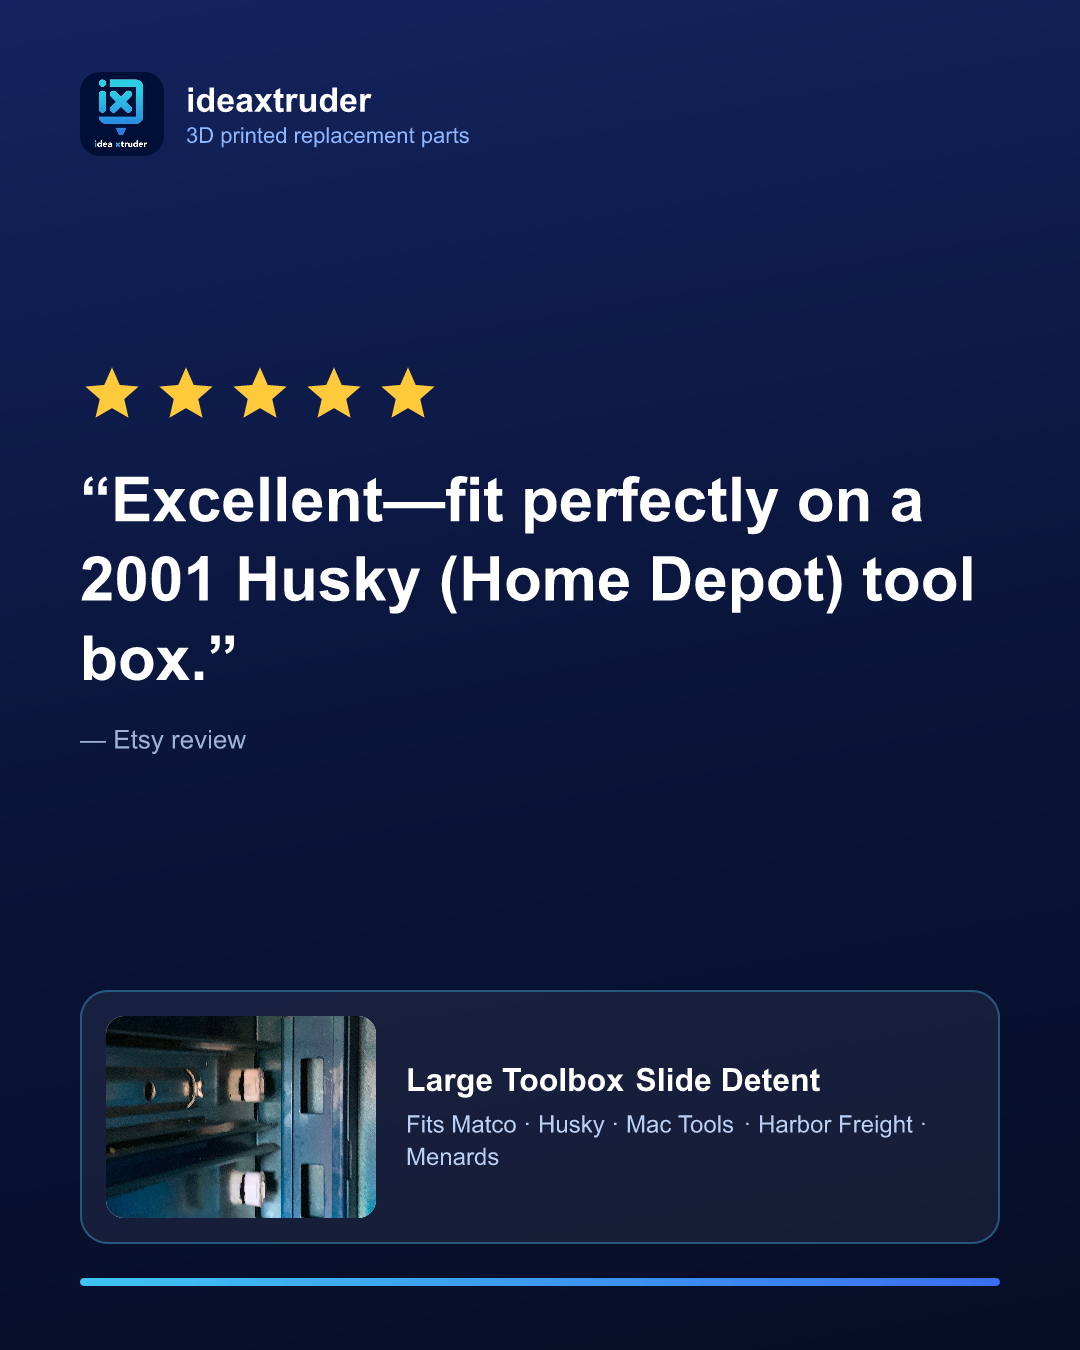 idea xtruder
ideaxtruder
3D printed replacement parts
“Excellent—fit perfectly on a
2001 Husky (Home Depot) tool
box.”
— Etsy review
Large Toolbox Slide Detent
Fits Matco · Husky · Mac Tools · Harbor Freight ·
Menards